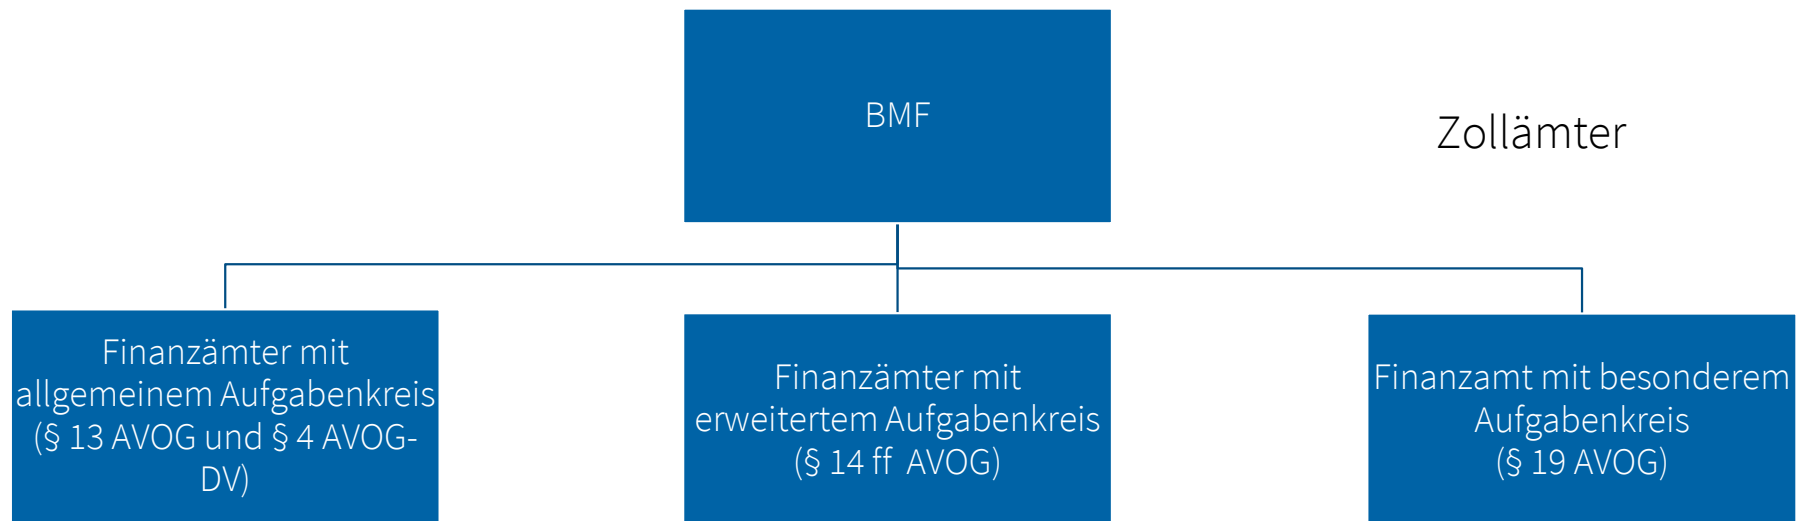 BMF
Zollämter
Finanzämter mit
allgemeinem Aufgabenkreis
(§ 13 AVOG und § 4 AVOG-
DV)
Finanzämter mit
erweitertem Aufgabenkreis
(§ 14 ff AVOG)
Finanzamt mit besonderem
Aufgabenkreis
(§ 19 AVOG)